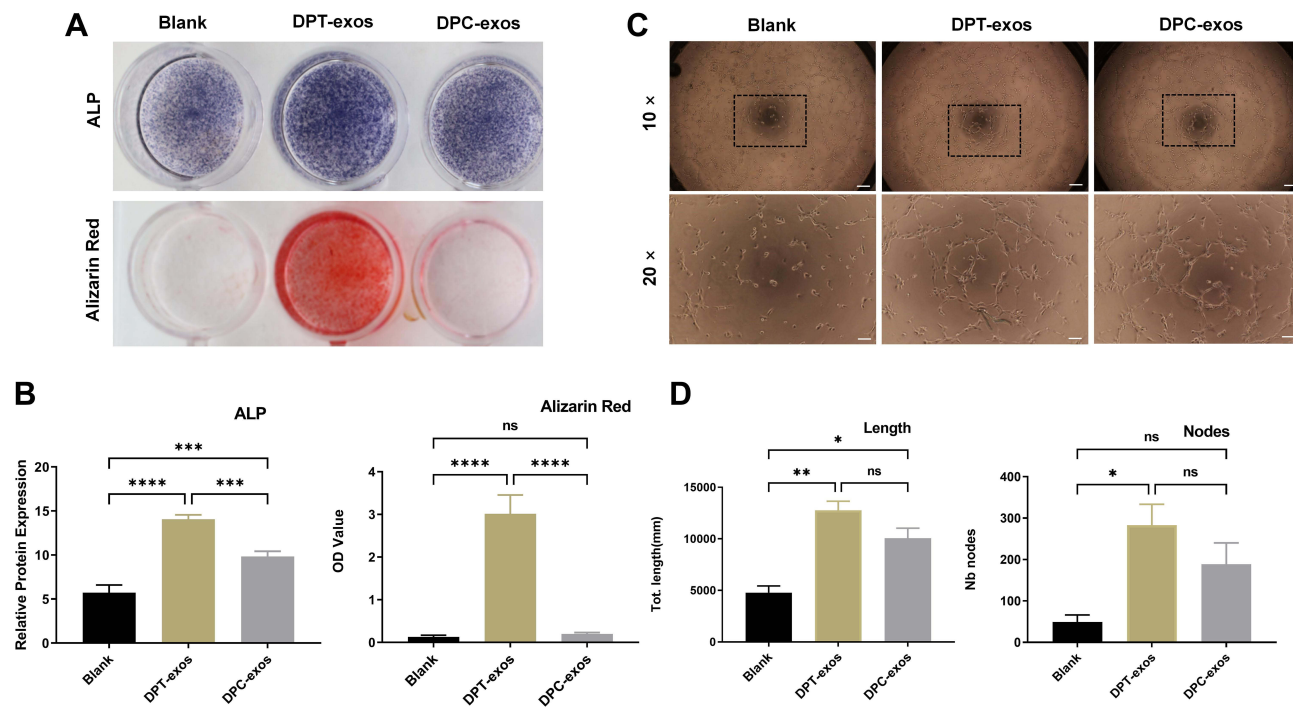 A
Blank
DPT-exos
DPC-exos
ALP
Alizarin Red
C
Blank
DPT-exos
DPC-exos
10 ×
20 ×
B
ALP
***
****
***
Relative Protein Expression
20
15
10
5
0
Blank
DPT-exos
DPC-exos
Alizarin Red
ns
****
****
OD Value
4
3
2
1
0
Blank
DPT-exos
DPC-exos
D
Length
*
**
ns
Tot. length(mm)
15000
10000
5000
0
Blank
DPT-exos
DPC-exos
Nodes
ns
*
ns
Nb nodes
400
300
200
100
0
Blank
DPT-exos
DPC-exos